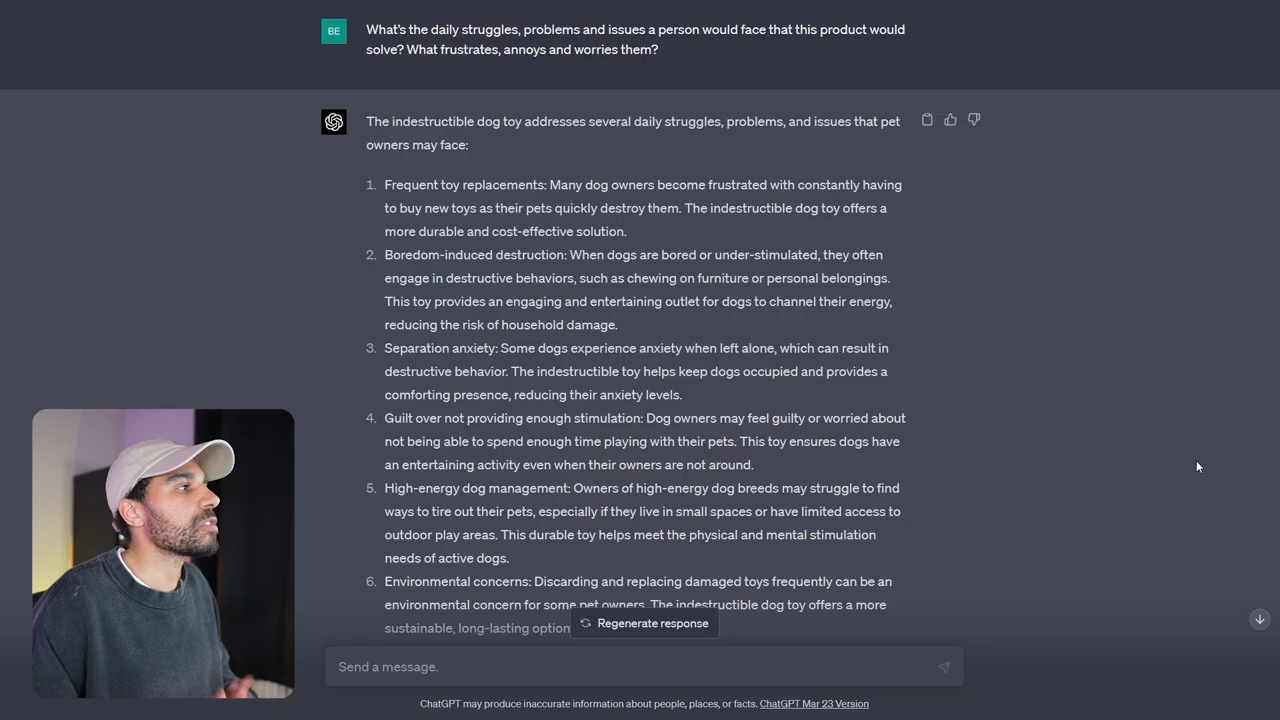 BE
What's the daily struggles, problems and issues a person would face that this product would
solve? What frustrates, annoys and worries them?
The indestructible dog toy addresses several daily struggles, problems, and issues that pet
owners may face:
1. Frequent toy replacements: Many dog owners become frustrated with constantly having
to buy new toys as their pets quickly destroy them. The indestructible dog toy offers a
more durable and cost-effective solution.
2. Boredom-induced destruction: When dogs are bored or under-stimulated, they often
engage in destructive behaviors, such as chewing on furniture or personal belongings.
This toy provides an engaging and entertaining outlet for dogs to channel their energy,
reducing the risk of household damage.
3. Separation anxiety: Some dogs experience anxiety when left alone, which can result in
destructive behavior. The indestructible toy helps keep dogs occupied and provides a
comforting presence, reducing their anxiety levels.
4. Guilt over not providing enough stimulation: Dog owners may feel guilty or worried about
not being able to spend enough time playing with their pets. This toy ensures dogs have
an entertaining activity even when their owners are not around.
5. High-energy dog management: Owners of high-energy dog breeds may struggle to find
ways to tire out their pets, especially if they live in small spaces or have limited access to
outdoor play areas. This durable toy helps meet the physical and mental stimulation
needs of active dogs.
6. Environmental concerns: Discarding and replacing damaged toys frequently can be an
environmental concern for some pet owners. The indestructible dog toy offers a more
sustainable, long-lasting option
Regenerate response
Send a message.
ChatGPT may produce inaccurate information about people, places, or facts. ChatGPT Mar 23 Version